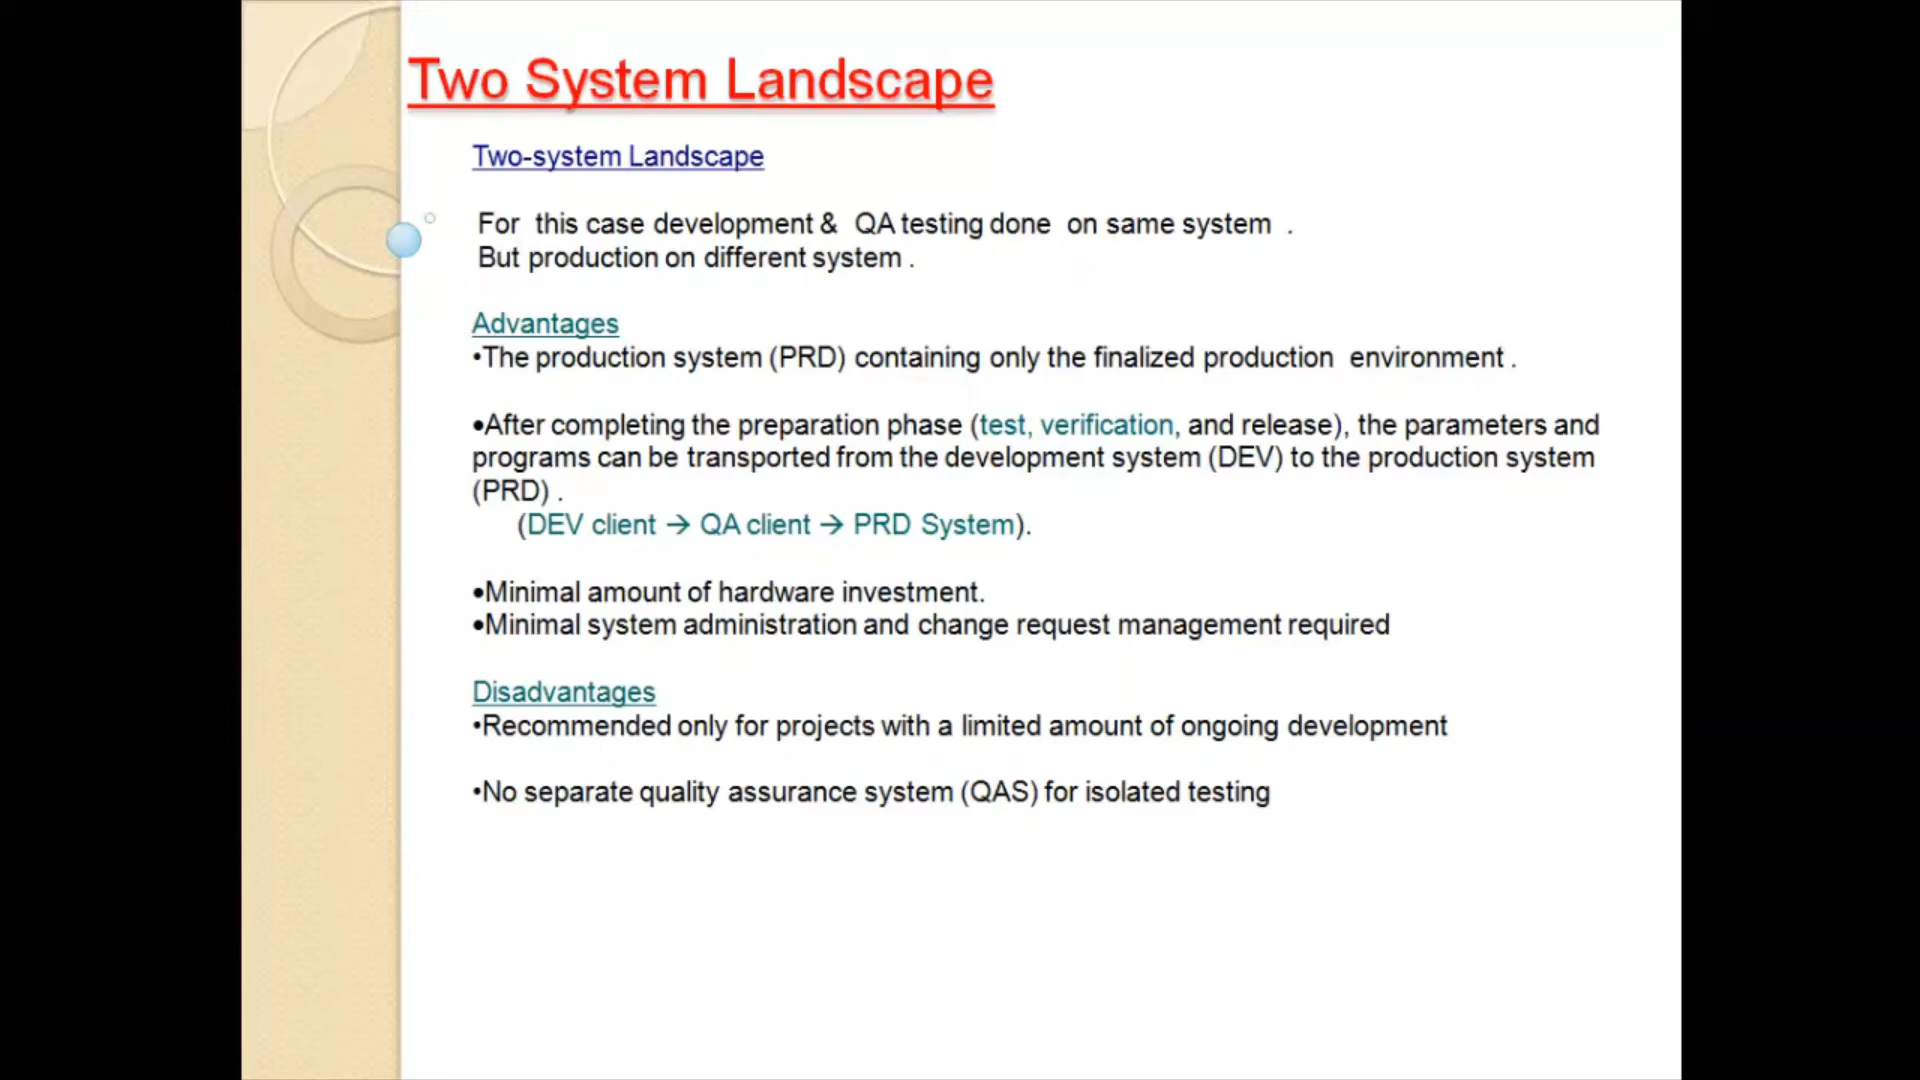 Two System Landscape
Two-system Landscape
For this case development & QA testing done on same system .
But production on different system .
Advantages
•The production system (PRD) containing only the finalized production environment .
•After completing the preparation phase (test, verification, and release), the parameters and
programs can be transported from the development system (DEV) to the production system
(PRD) .
(DEV client → QA client → PRD System).
•Minimal amount of hardware investment.
•Minimal system administration and change request management required
Disadvantages
•Recommended only for projects with a limited amount of ongoing development
•No separate quality assurance system (QAS) for isolated testing